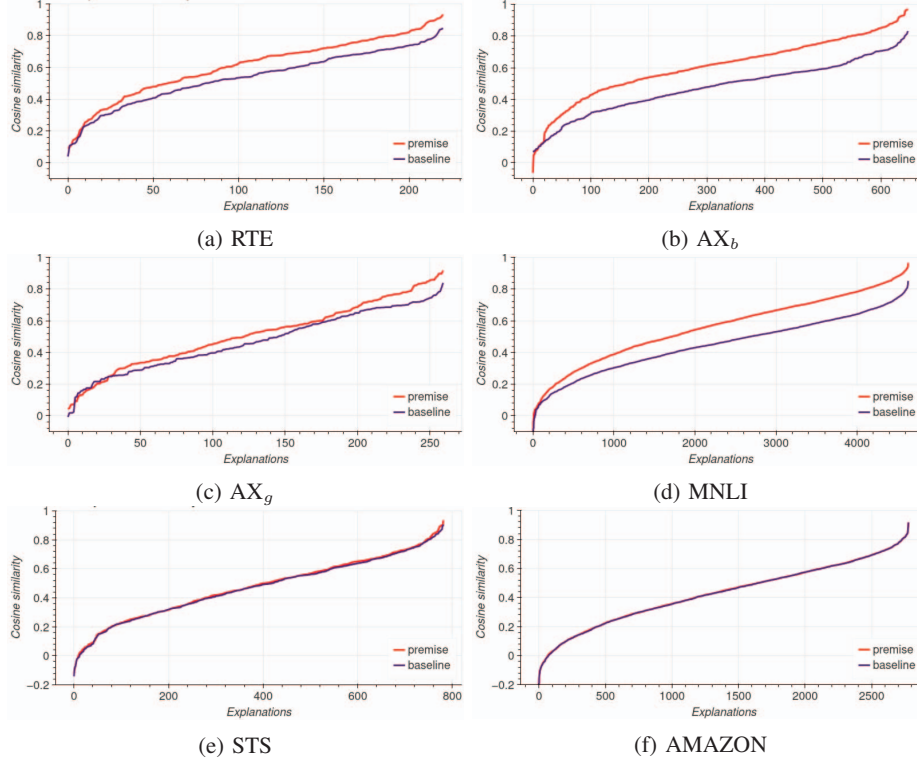 1
0.8
0.6
0.4
0.2
0
Cosine similarity
premise
baseline
0
50
100
150
200
Explanations
(a) RTE
1
0.8
0.6
0.4
0.2
0
Cosine similarity
premise
baseline
0
100
200
300
400
500
600
Explanations
(b) AX_b
1
0.8
0.6
0.4
0.2
0
Cosine similarity
premise
baseline
0
50
100
150
200
250
Explanations
(c) AX_g
1
0.8
0.6
0.4
0.2
0
Cosine similarity
premise
baseline
0
1000
2000
3000
4000
Explanations
(d) MNLI
1
0.8
0.6
0.4
0.2
0
−0.2
Cosine similarity
premise
baseline
0
200
400
600
800
Explanations
(e) STS
1
0.8
0.6
0.4
0.2
0
−0.2
Cosine similarity
premise
baseline
0
500
1000
1500
2000
2500
Explanations
(f) AMAZON